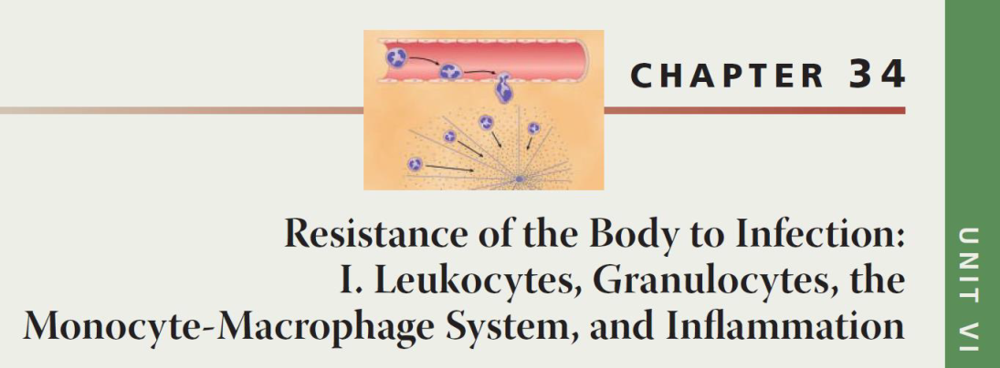 CHAPTER 34
Resistance of the Body to Infection:
I. Leukocytes, Granulocytes, the
Monocyte-Macrophage System, and Inflammation
UNIT VI